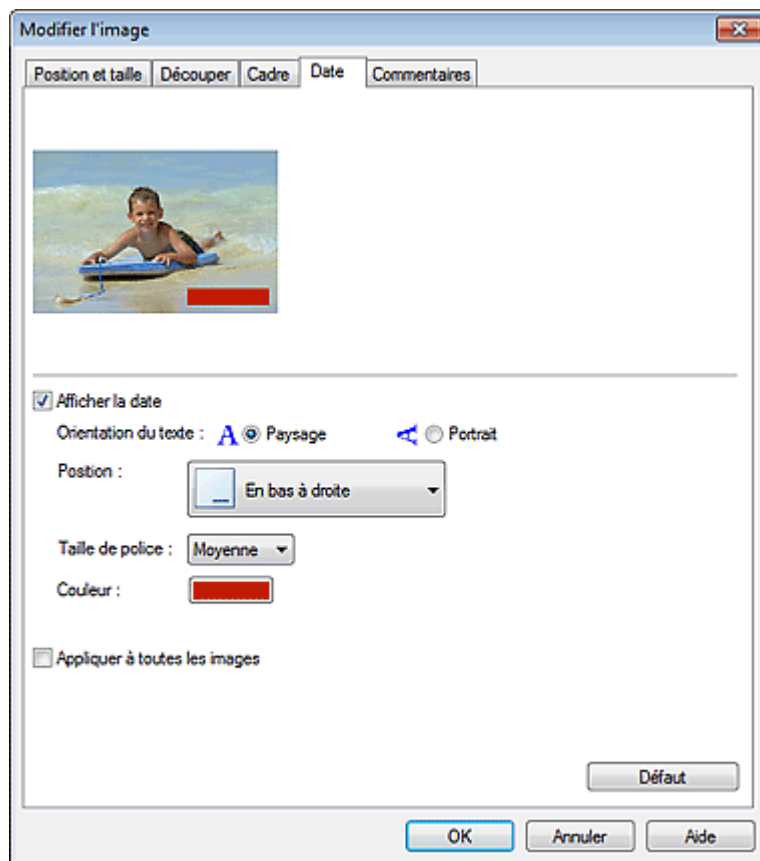 Modifier l'image
Position et taille Découper Cadre Date Commentaires
Afficher la date
Orientation du texte : A Paysage A Portrait
Position : En bas à droite
Taille de police : Moyenne
Couleur :
Appliquer à toutes les images
Défaut
OK Annuler Aide